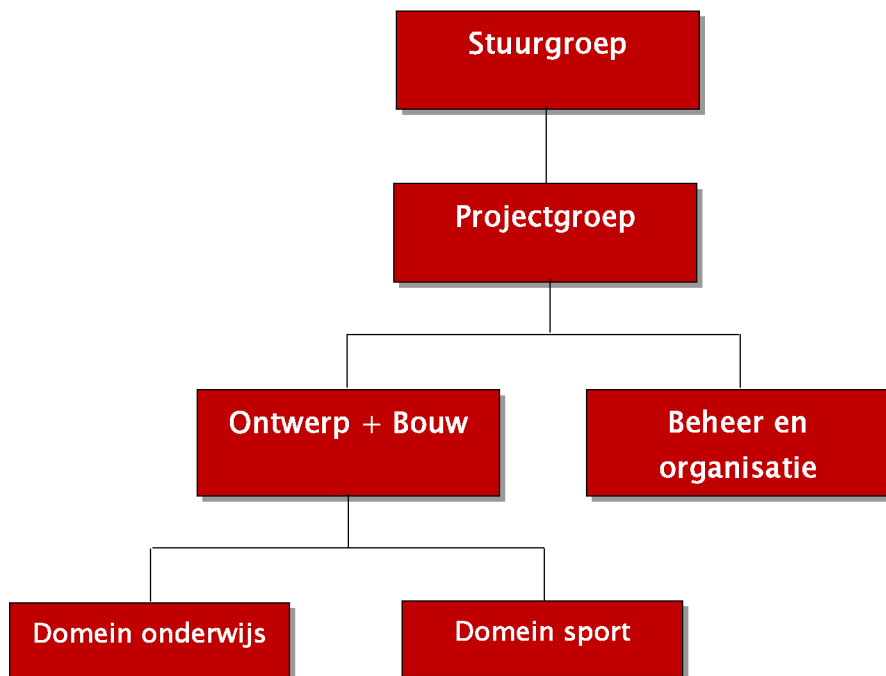 Stuurgroep
Projectgroep
Ontwerp + Bouw
Beheer en
organisatie
Domein onderwijs
Domein sport